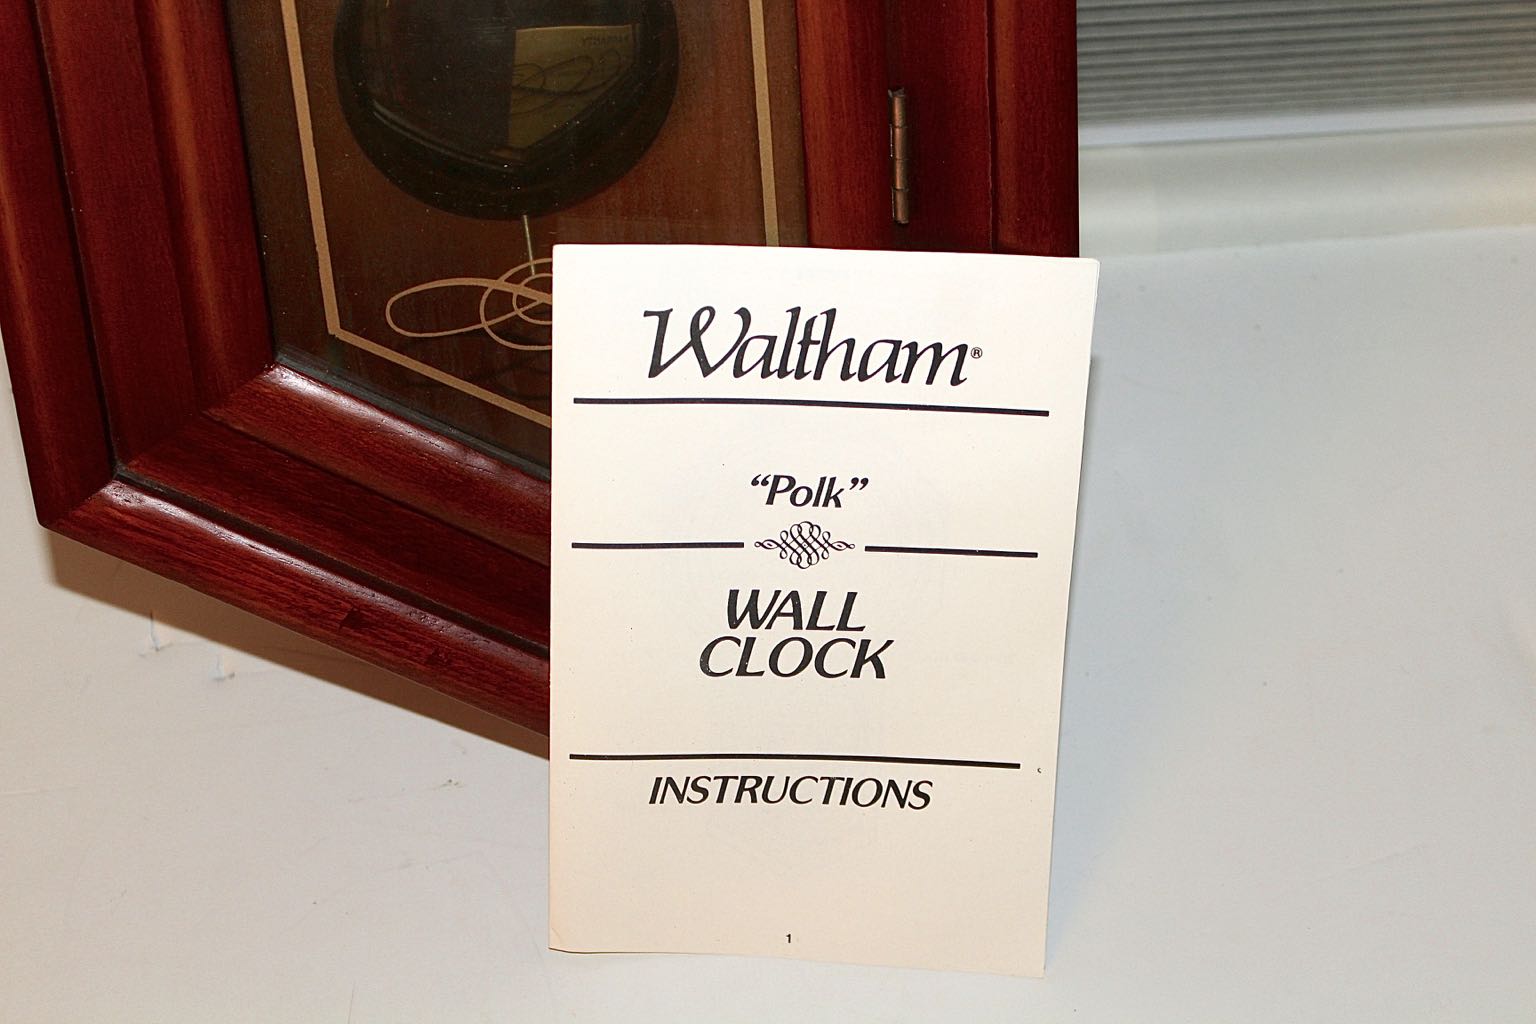 Waltham®
“Polk”
WALL
CLOCK
INSTRUCTIONS
1